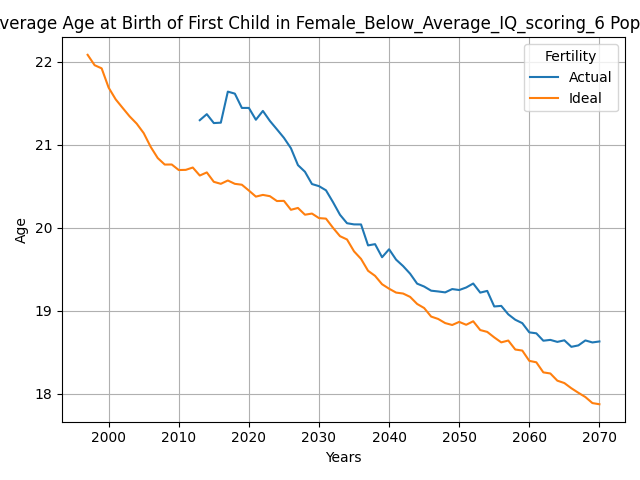 verage Age at Birth of First Child in Female_Below_Average_IQ_scoring_6 Pop
Fertility
Actual
Ideal
22
21
20
19
18
Age
2000 2010 2020 2030 2040 2050 2060 2070
Years